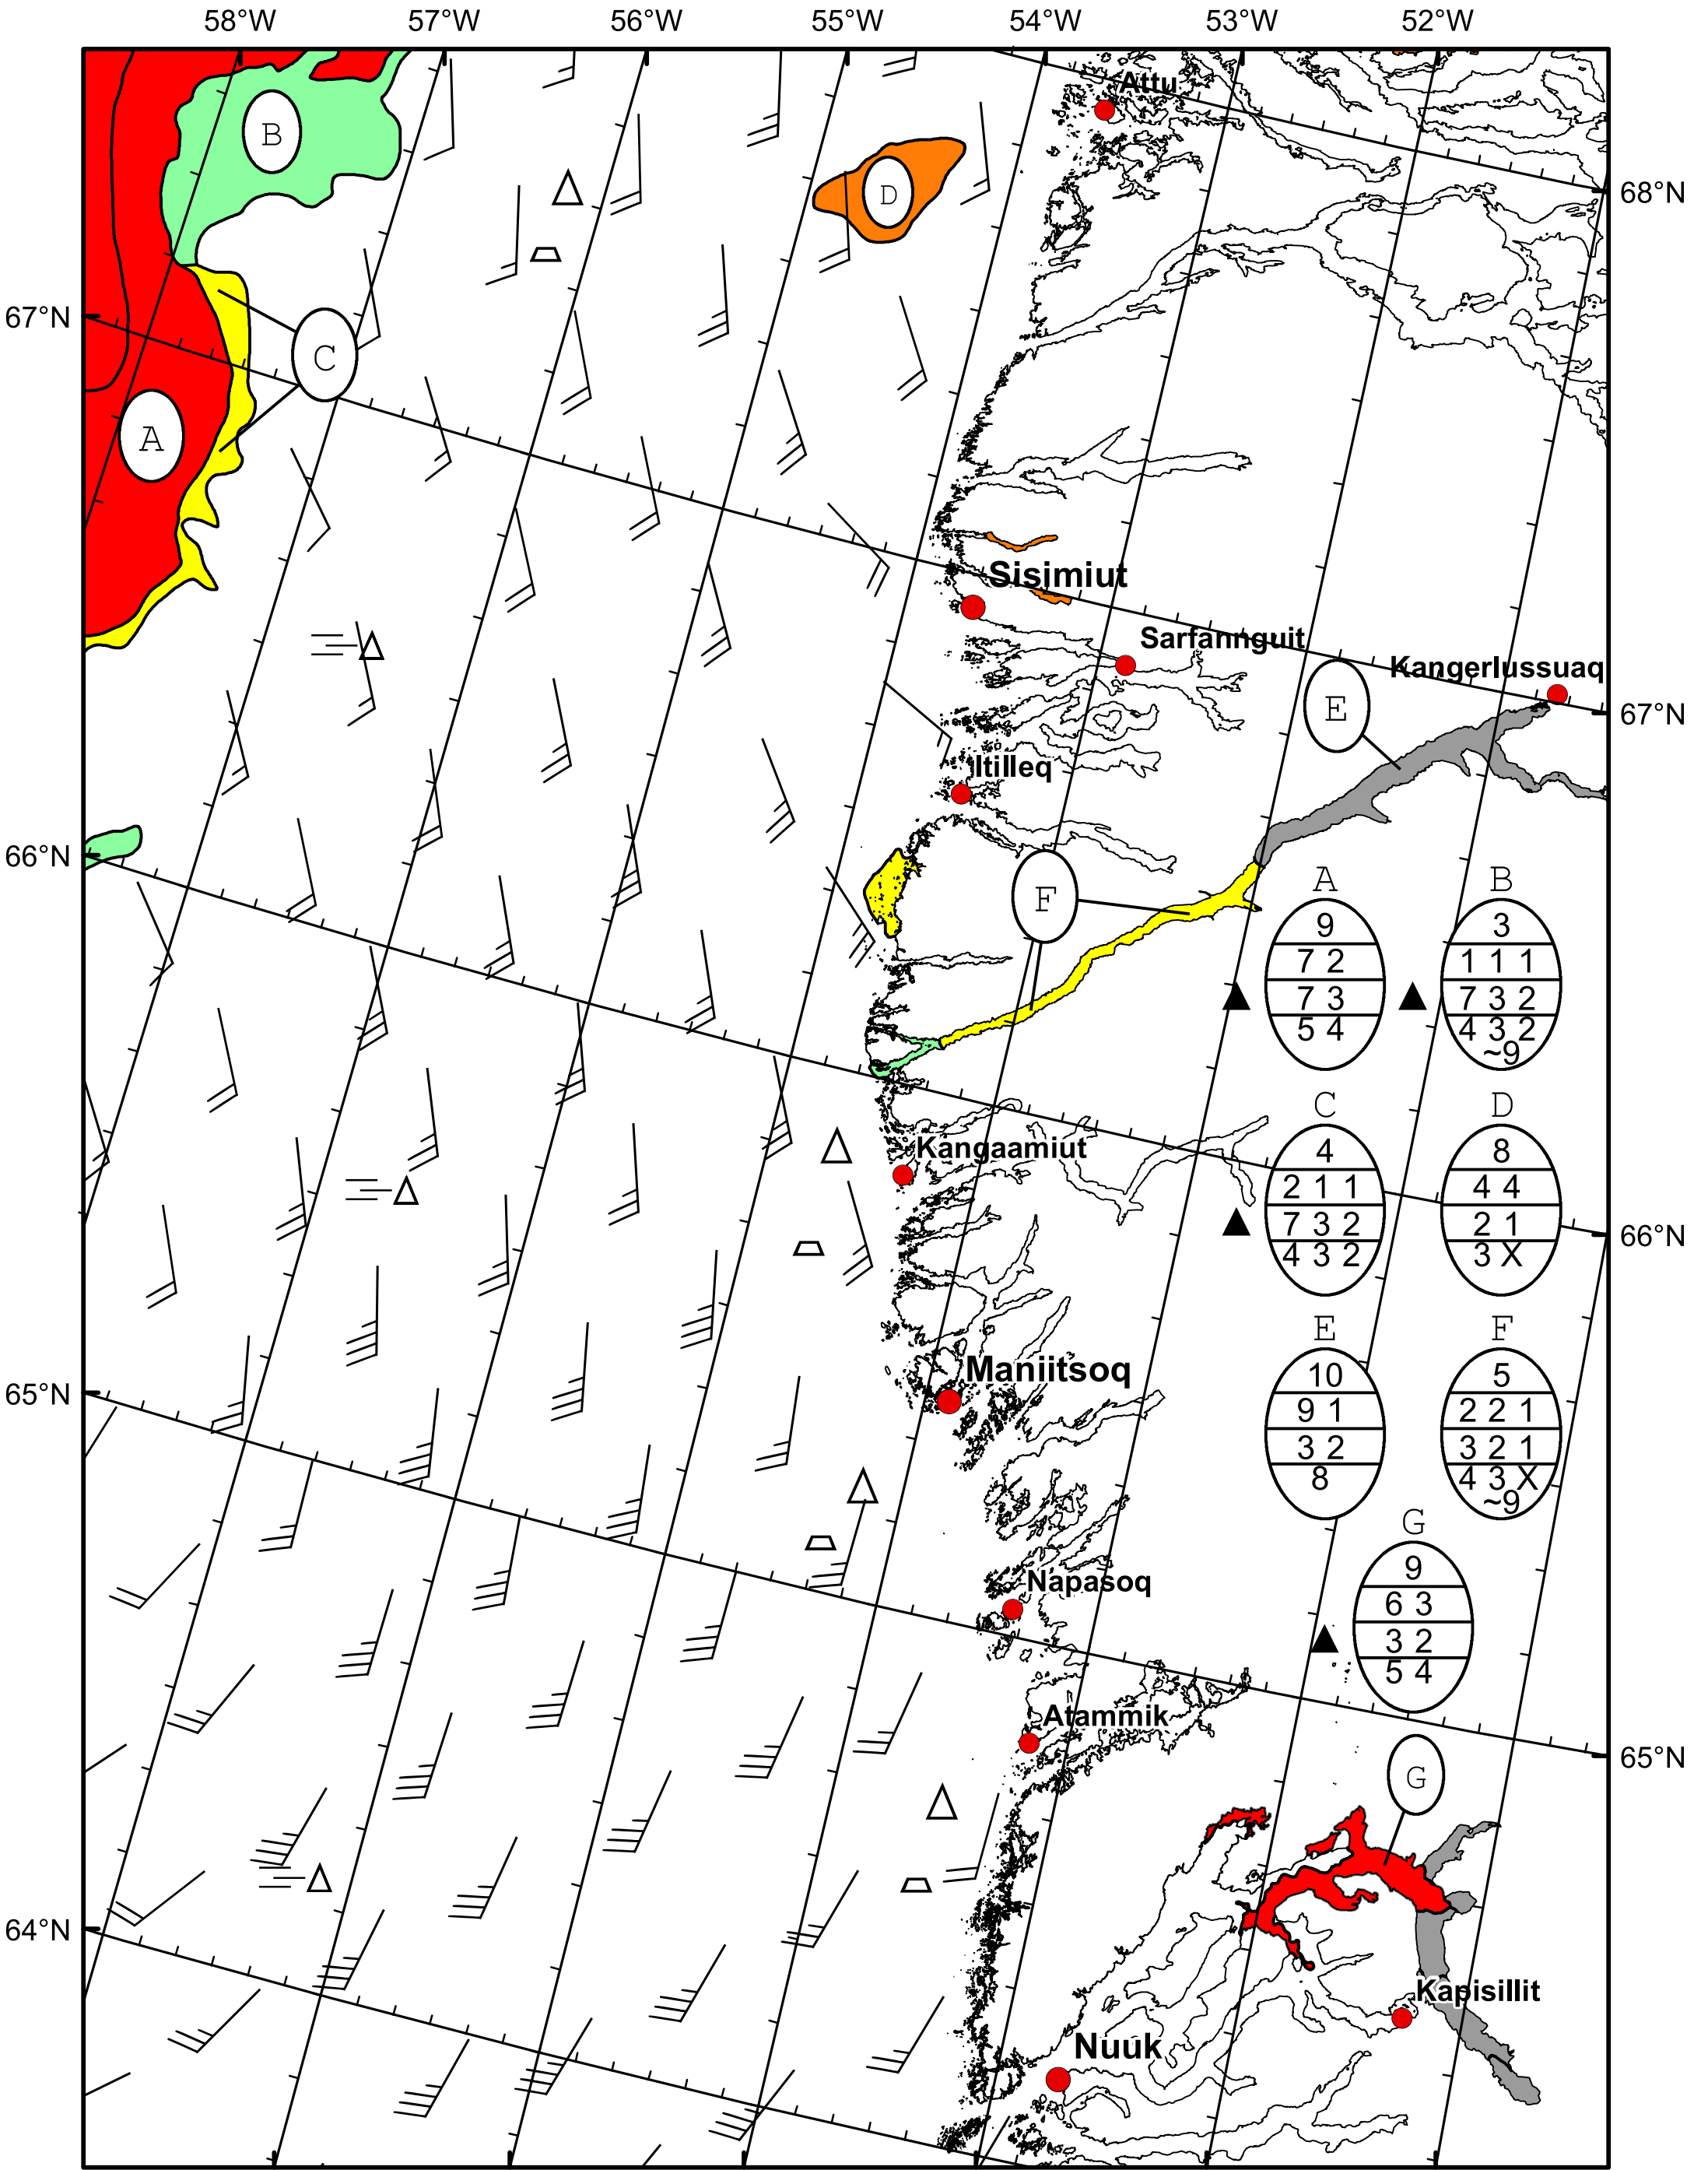 58°W 57°W 56°W 55°W 54°W 53°W 52°W
Attu
B
D
68°N
67°N
C
A
Sisimiut
Sarfannguit
Kangerlussuaq
E
67°N
Itilleq
66°N
F
A B
9 3
7 2 1 1 1
7 3 7 3 2
5 4 4 3 2
~9
C D
Kangaamiut
4 8
2 1 1 4 4
7 3 2 2 1
66°N
4 3 2 3 X
E F
Maniitsoq
65°N
10 5
9 1 2 2 1
3 2 3 2 1
8 4 3 X
~9
G
9
Napasoq
6 3
3 2
5 4
Atammik
65°N
G
64°N
Kapisillit
Nuuk